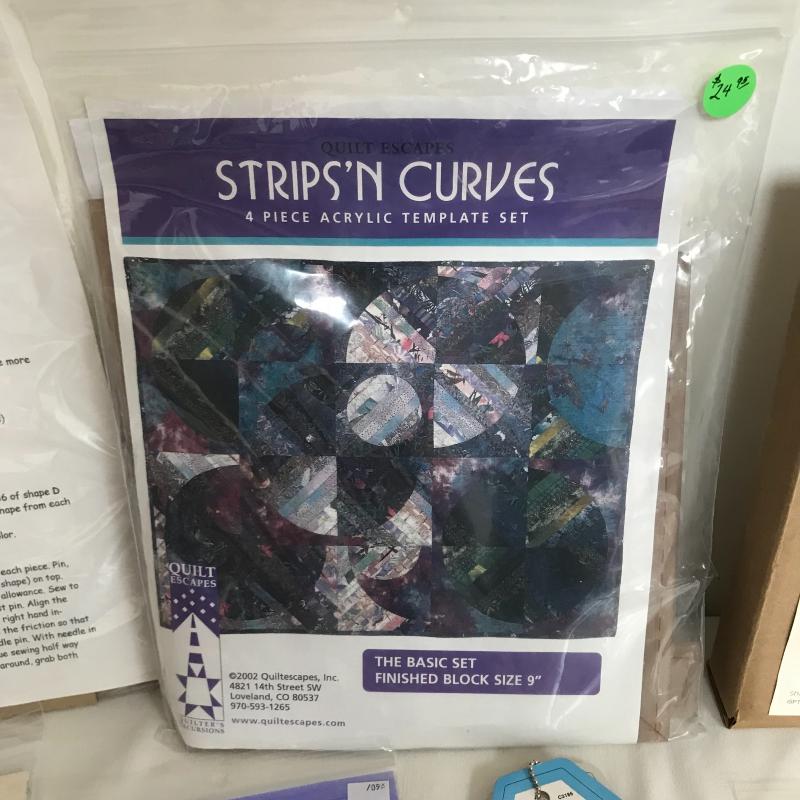 $24.95
QUILT ESCAPES
STRIPS'N CURVES
4 PIECE ACRYLIC TEMPLATE SET
QUILT
ESCAPES
QUILTER'S
EXCURSIONS
©2002 Quiltescapes, Inc.
4821 14th Street SW
Loveland, CO 80537
970-593-1265
www.quiltescapes.com
THE BASIC SET
FINISHED BLOCK SIZE 9"
e more
6 of shape D
hape from each
lor.
each piece. Pin,
shape) on top.
allowance. Sew to
t pin. Align the
right hand in-
the friction so that
dle pin. With needle in
ue sewing half way
around, grab both